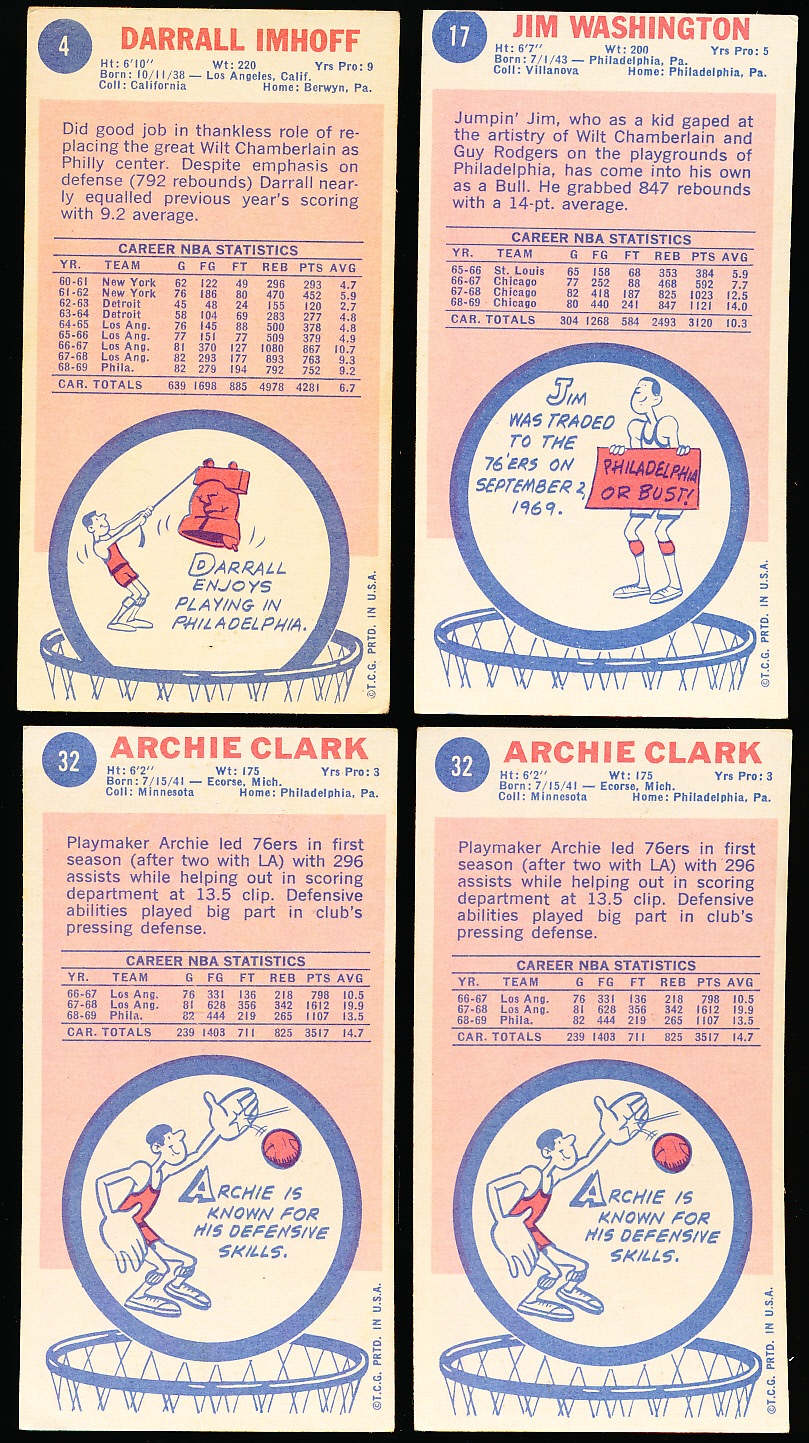 4
DARRALL IMHOFF
Ht: 6'10" Wt: 220 Yrs Pro: 9
Born: 10/11/38 — Los Angeles, Calif.
Coll: California Home: Berwyn, Pa.
Did good job in thankless role of re-
placing the great Wilt Chamberlain as
Philly center. Despite emphasis on
defense (792 rebounds) Darrall near-
ly equalled previous year's scoring
with 9.2 average.
CAREER NBA STATISTICS
YR. TEAM G FG FT REB PTS AVG
60-61 New York 62 122 49 296 293 4.7
61-62 New York 76 186 80 470 452 5.9
62-63 Detroit 45 48 24 155 120 2.7
63-64 Detroit 58 104 69 283 277 4.8
64-65 Los Ang. 76 145 88 500 378 4.8
65-66 Los Ang. 77 151 77 509 379 4.9
66-67 Los Ang. 81 370 127 1080 867 10.7
67-68 Los Ang. 82 293 177 893 763 9.3
68-69 Phila. 82 279 194 792 752 9.2
CAR. TOTALS 639 1698 885 4978 4281 6.7
DARRALL
ENJOYS
PLAYING IN
PHILADELPHIA.
©T.C.G. PRTD. IN U.S.A.
17
JIM WASHINGTON
Ht: 6'7" Wt: 200 Yrs Pro: 5
Born: 7/1/43 — Philadelphia, Pa.
Coll: Villanova Home: Philadelphia, Pa.
Jumpin' Jim, who as a kid gaped at
the artistry of Wilt Chamberlain and
Guy Rodgers on the playgrounds of
Philadelphia, has come into his own
as a Bull. He grabbed 847 rebounds
with a 14-pt. average.
CAREER NBA STATISTICS
YR. TEAM G FG FT REB PTS AVG
65-66 St. Louis 65 158 68 353 384 5.9
66-67 Chicago 77 252 88 468 592 7.7
67-68 Chicago 82 418 187 825 1023 12.5
68-69 Chicago 80 440 241 847 1121 14.0
CAR. TOTALS 304 1268 584 2493 3120 10.3
JIM
WAS TRADED
TO THE
76'ERS ON
SEPTEMBER 2,
1969.
PHILADELPHIA
OR BUST!
©T.C.G. PRTD. IN U.S.A.
32
ARCHIE CLARK
Ht: 6'2" Wt: 175 Yrs Pro: 3
Born: 7/15/41 — Ecorse, Mich.
Coll: Minnesota Home: Philadelphia, Pa.
Playmaker Archie led 76ers in first
season (after two with LA) with 296
assists while helping out in scoring
department at 13.5 clip. Defensive
abilities played big part in club's
pressing defense.
CAREER NBA STATISTICS
YR. TEAM G FG FT REB PTS AVG
66-67 Los Ang. 76 331 136 218 798 10.5
67-68 Los Ang. 81 628 356 342 1612 19.9
68-69 Phila. 82 444 219 265 1107 13.5
CAR. TOTALS 239 1403 711 825 3517 14.7
ARCHIE IS
KNOWN FOR
HIS DEFENSIVE
SKILLS.
©T.C.G. PRTD. IN U.S.A.
32
ARCHIE CLARK
Ht: 6'2" Wt: 175 Yrs Pro: 3
Born: 7/15/41 — Ecorse, Mich.
Coll: Minnesota Home: Philadelphia, Pa.
Playmaker Archie led 76ers in first
season (after two with LA) with 296
assists while helping out in scoring
department at 13.5 clip. Defensive
abilities played big part in club's
pressing defense.
CAREER NBA STATISTICS
YR. TEAM G FG FT REB PTS AVG
66-67 Los Ang. 76 331 136 218 798 10.5
67-68 Los Ang. 81 628 356 342 1612 19.9
68-69 Phila. 82 444 219 265 1107 13.5
CAR. TOTALS 239 1403 711 825 3517 14.7
ARCHIE IS
KNOWN FOR
HIS DEFENSIVE
SKILLS.
©T.C.G. PRTD. IN U.S.A.